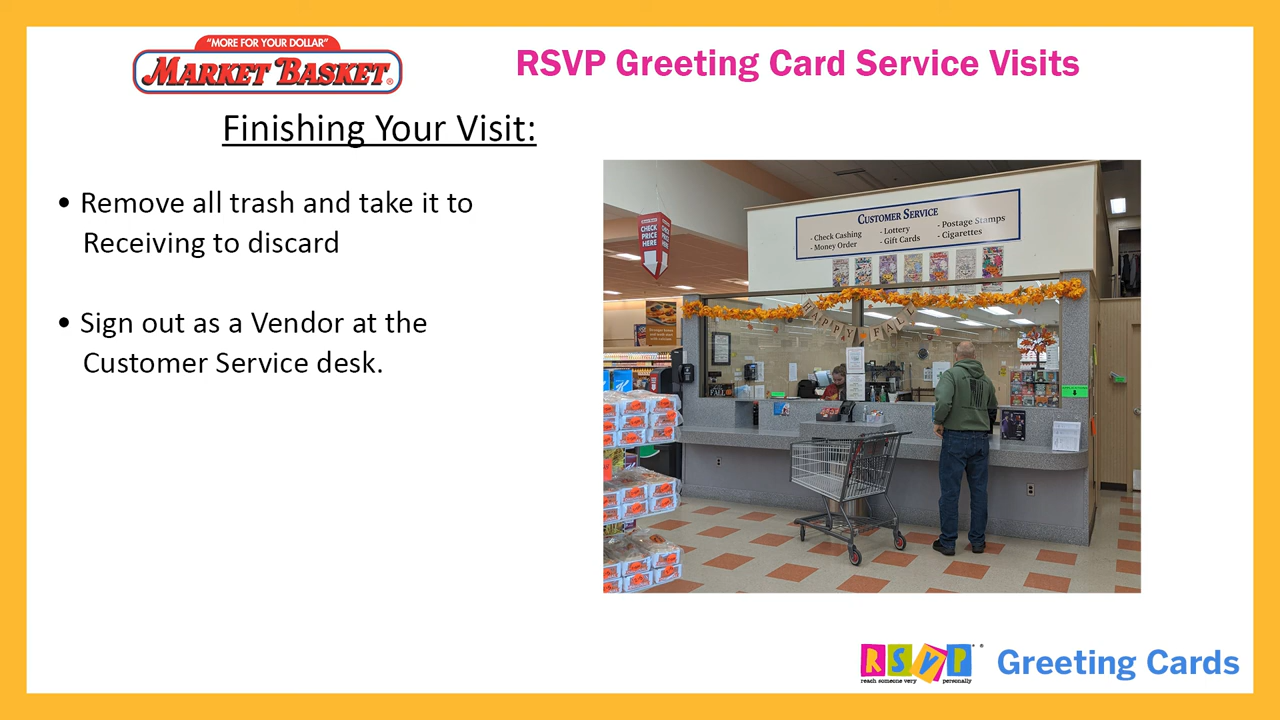 "MORE FOR YOUR DOLLAR"
MARKET BASKET®
RSVP Greeting Card Service Visits
Finishing Your Visit:
• Remove all trash and take it to
Receiving to discard
• Sign out as a Vendor at the
Customer Service desk.
CHECK
PRICE
HERE
CUSTOMER SERVICE
- Check Cashing
- Money Order
- Lottery
- Gift Cards
- Postage Stamps
- Cigarettes
HAPPY FALL
RSVP
reach someone very personally
Greeting Cards